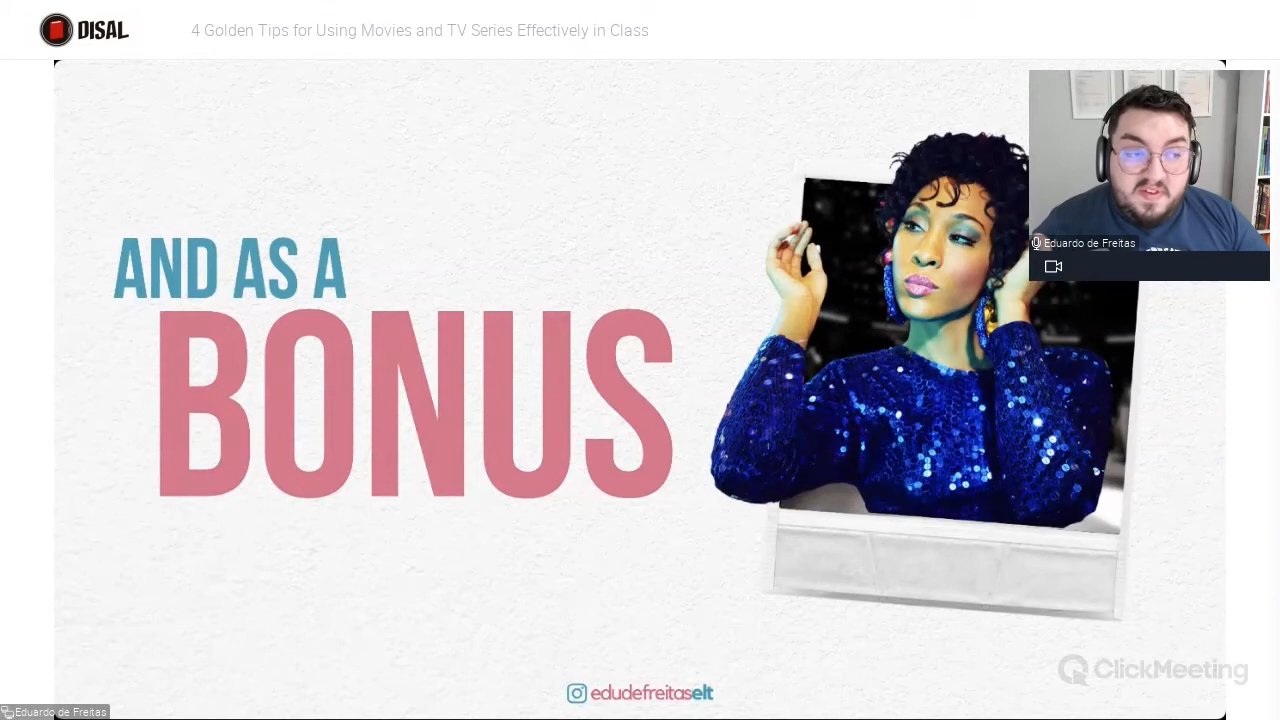 DISAL
4 Golden Tips for Using Movies and TV Series Effectively in Class
Eduardo de Freitas
AND AS A
BONUS
ClickMeeting
edudefreitaselt
Eduardo de Freitas